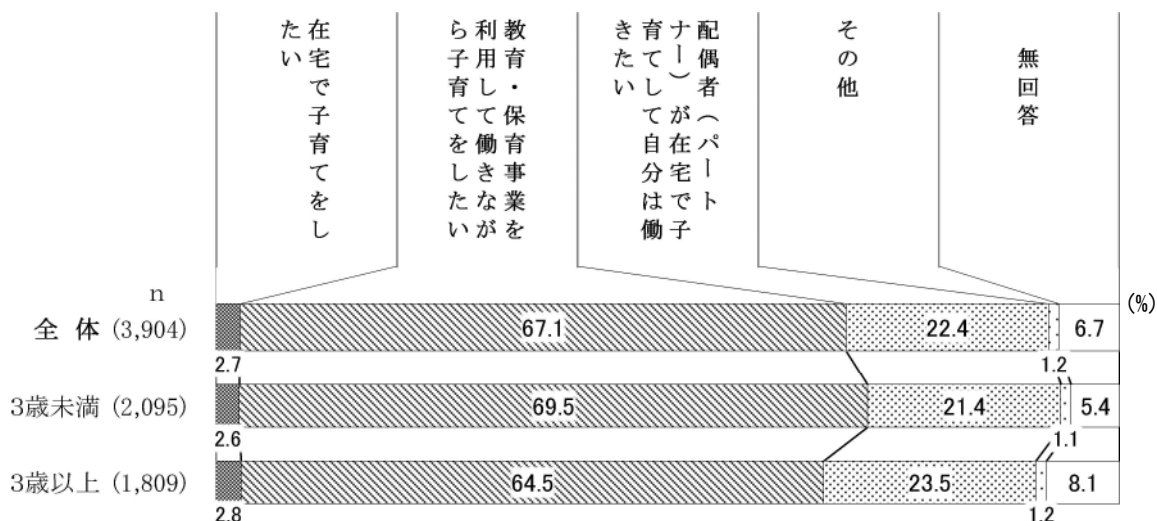 在宅で子育てをし
たい
教育・保育事業を
利用して働きなが
ら子育てをしたい
配偶者（パート
ナー）が在宅で子
育てして自分は働
きたい
その他
無回答
n
(%)
全 体 (3,904)
67.1
22.4
6.7
2.7
1.2
3歳未満 (2,095)
69.5
21.4
5.4
2.6
1.1
3歳以上 (1,809)
64.5
23.5
8.1
2.8
1.2